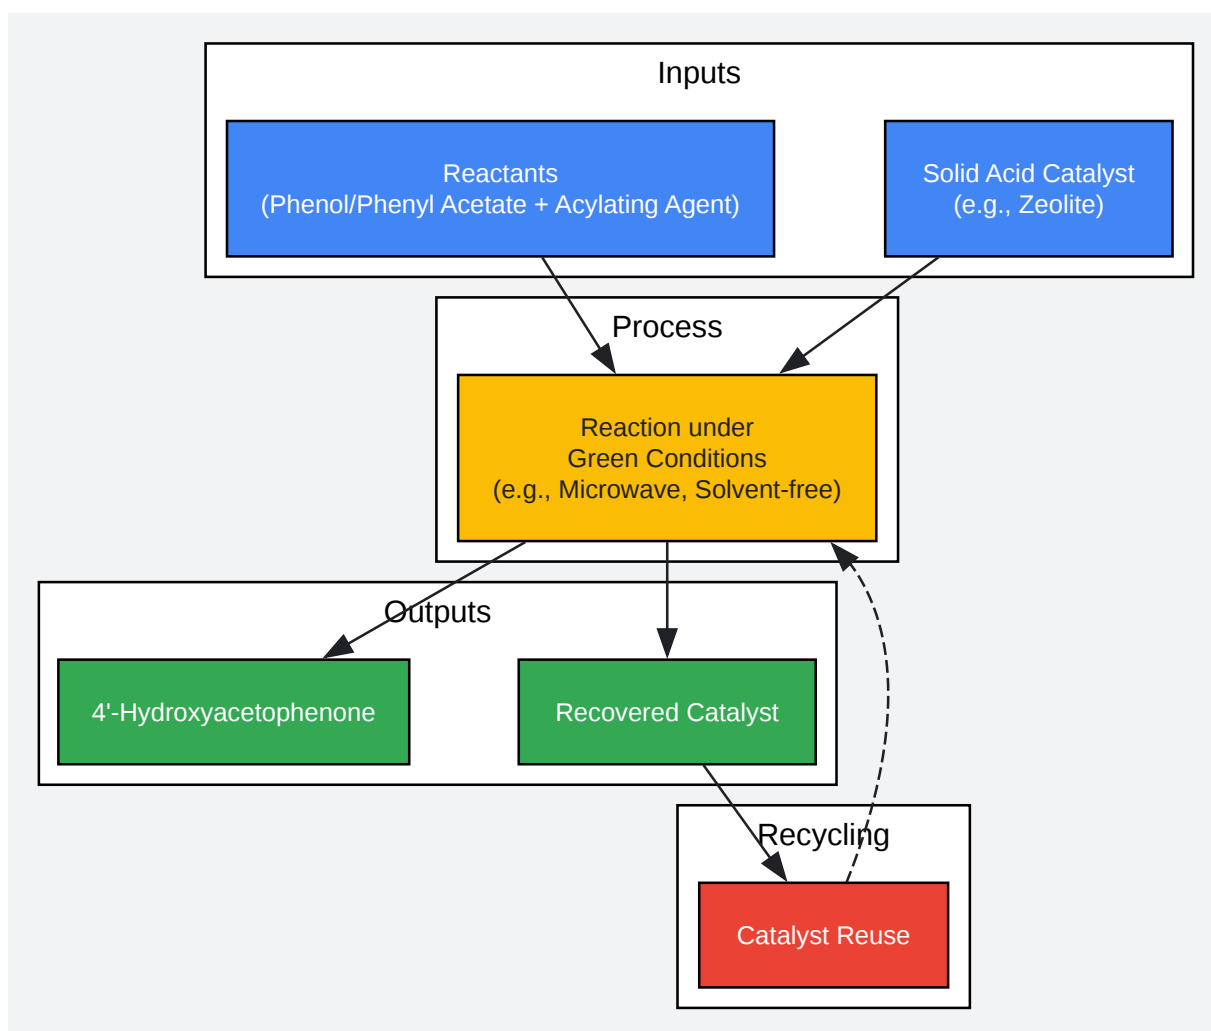 Inputs
Reactants
(Phenol/Phenyl Acetate + Acylating Agent)
Solid Acid Catalyst
(e.g., Zeolite)
Process
Reaction under
Green Conditions
(e.g., Microwave, Solvent-free)
Outputs
4'-Hydroxyacetophenone
Recovered Catalyst
Recycling
Catalyst Reuse